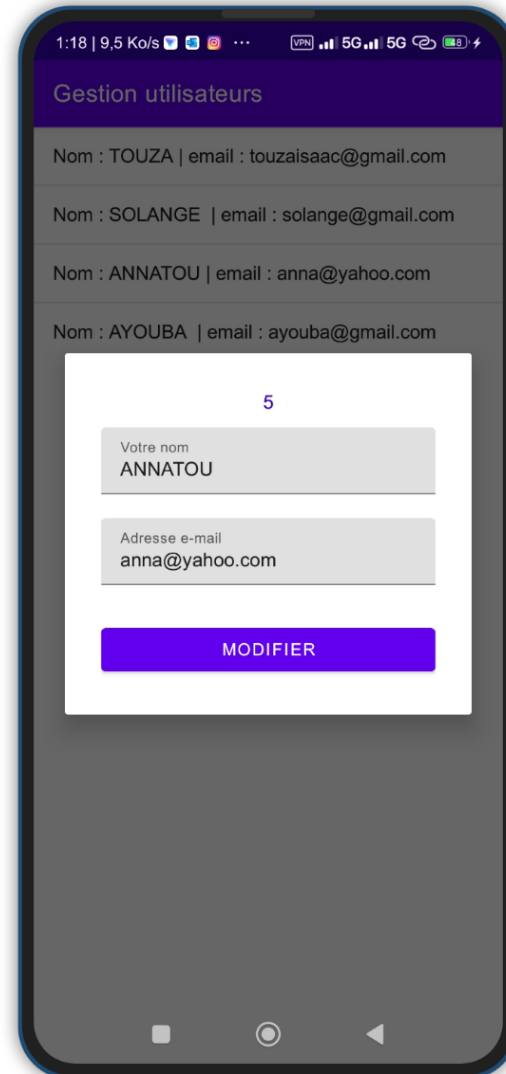 1:18 | 9,5 Ko/s ... VPN 5G 5G 8
Gestion utilisateurs
Nom : TOUZA | email : touzaisaac@gmail.com
Nom : SOLANGE | email : solange@gmail.com
Nom : ANNATOU | email : anna@yahoo.com
Nom : AYOUBA | email : ayouba@gmail.com
5
Votre nom
ANNATOU
Adresse e-mail
anna@yahoo.com
MODIFIER